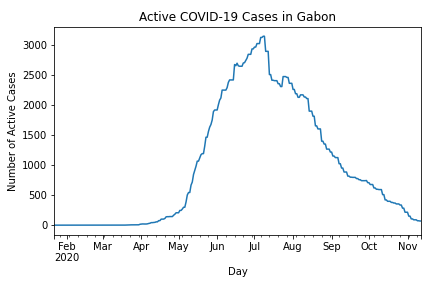 Active COVID-19 Cases in Gabon
Number of Active Cases
3000
2500
2000
1500
1000
500
0
Feb Mar Apr May Jun Jul Aug Sep Oct Nov
2020
Day